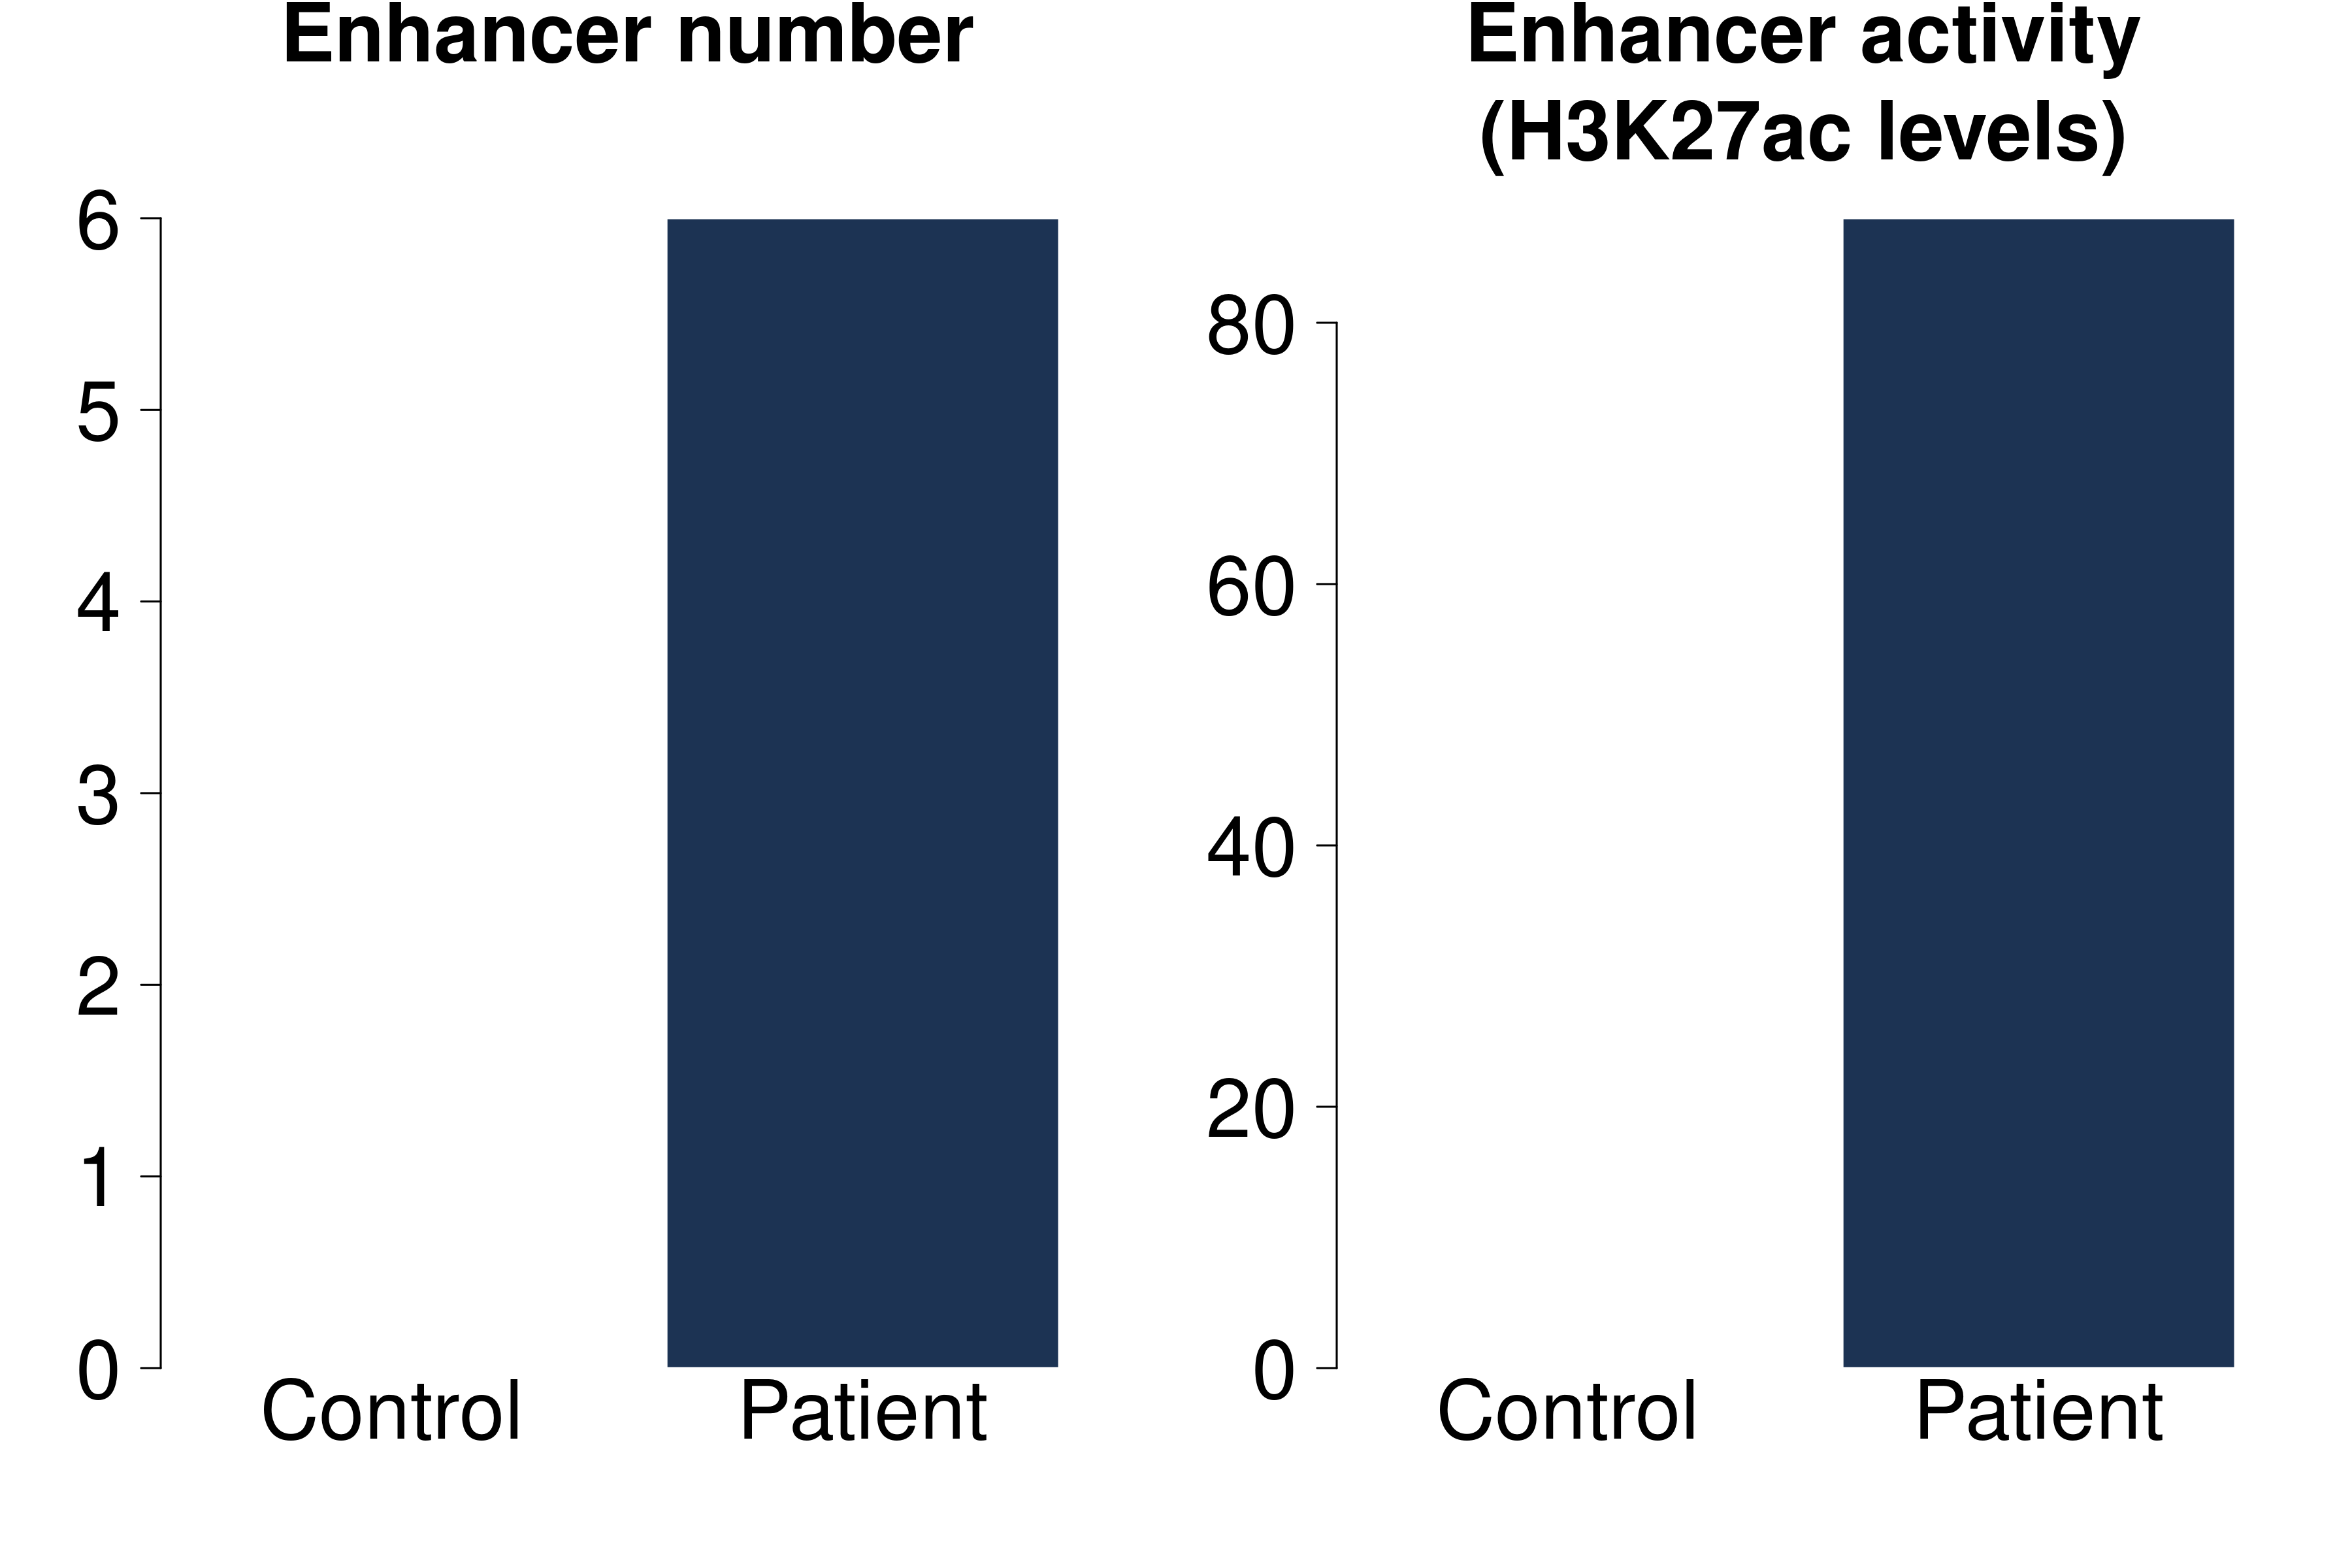 Enhancer number
6
5
4
3
2
1
0
Control Patient
Enhancer activity
(H3K27ac levels)
80
60
40
20
0
Control Patient